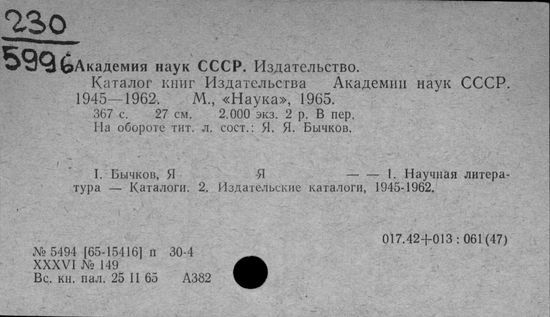 230
5996
Академия наук СССР. Издательство.
Каталог книг Издательства Академии наук СССР.
1945—1962. М., «Наука», 1965.
367 с. 27 см. 2.000 экз. 2 р. В пер.
На обороте тит. л. сост.: Я. Я. Бычков.
I. Бычков, Я Я — — 1. Научная литера-
тура — Каталоги. 2. Издательские каталоги, 1945-1962.
017.42+013 : 061(47)
№ 5494 [65-15416] п 30-4
XXXVI № 149
Вс. кн. пал. 25 II 65 А382